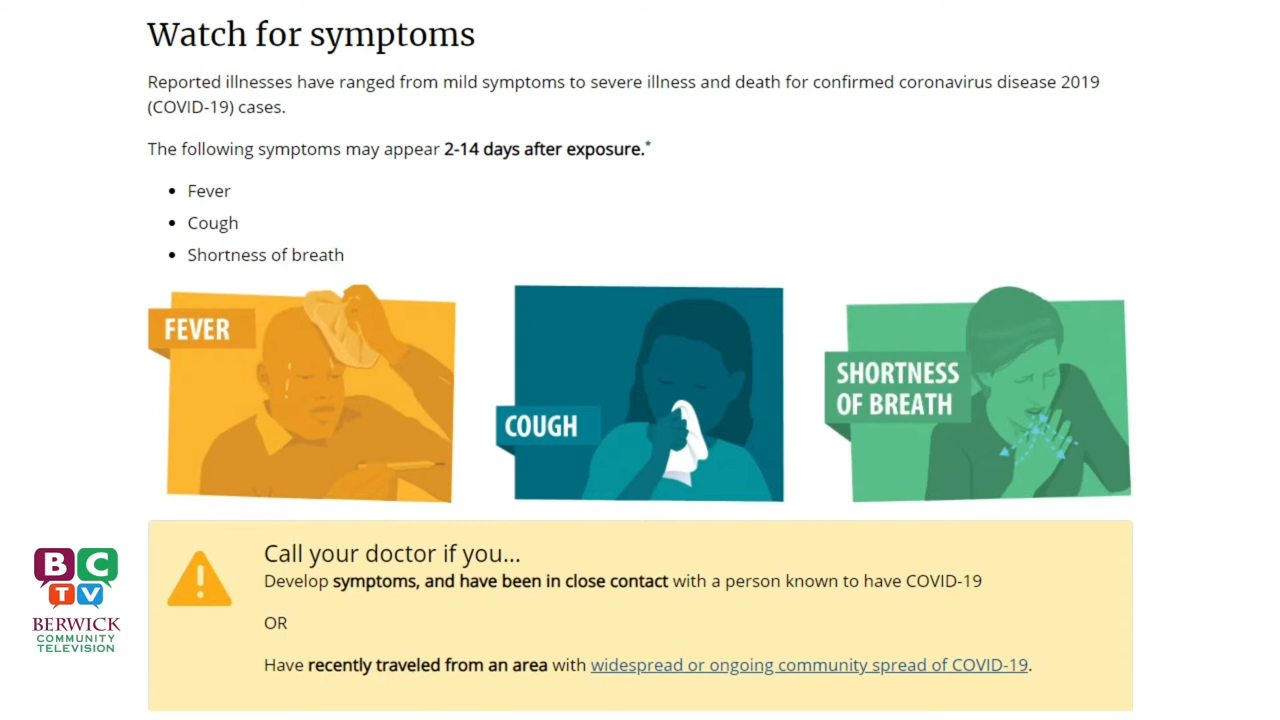 Watch for symptoms
Reported illnesses have ranged from mild symptoms to severe illness and death for confirmed coronavirus disease 2019
(COVID-19) cases.
The following symptoms may appear 2-14 days after exposure.*
• Fever
• Cough
• Shortness of breath
FEVER
COUGH
SHORTNESS
OF BREATH
Call your doctor if you...
Develop symptoms, and have been in close contact with a person known to have COVID-19
OR
Have recently traveled from an area with widespread or ongoing community spread of COVID-19.
BC
TV
BERWICK
COMMUNITY
TELEVISION